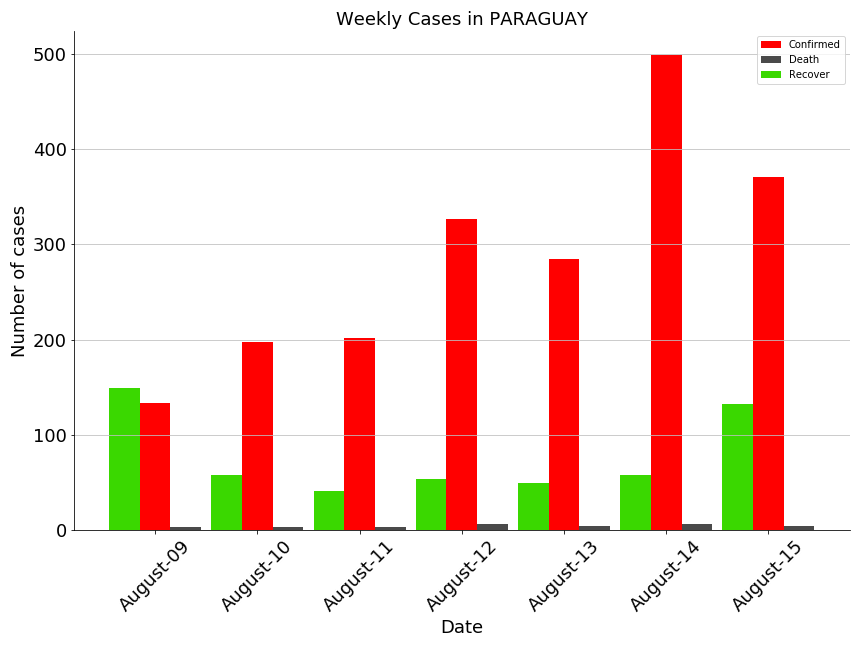 Weekly Cases in PARAGUAY
Confirmed
Death
Recover
Number of cases
500
400
300
200
100
0
August-09
August-10
August-11
August-12
August-13
August-14
August-15
Date